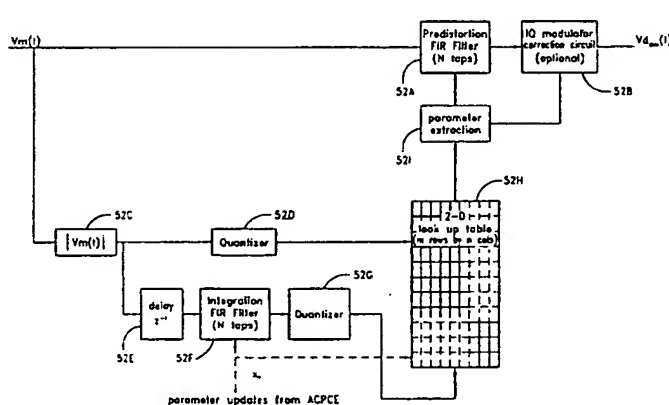 Vm(t)
Predistortion
FIR Filter
(N taps)
IQ modulator
correction circuit
(optional)
52A
52B
parameter
extraction
52I
52H
52C
52D
|Vm(t)|
Quantizer
2-D
look up table
(m rows by n cols)
52G
delay
z⁻¹
Integration
FIR Filter
(N taps)
Quantizer
52E
52F
parameter updates from ACPCE